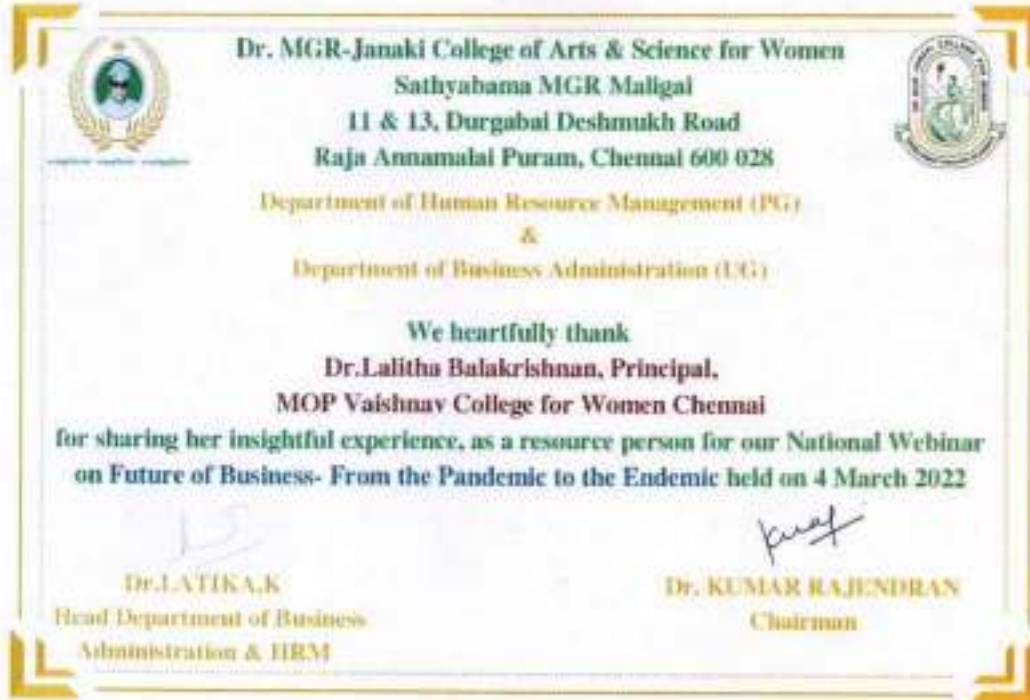 Dr. MGR-Janaki College of Arts & Science for Women
Sathyabama MGR Maligai
11 & 13, Durgabai Deshmukh Road
Raja Annamalai Puram, Chennai 600 028
Department of Human Resource Management (PG)
&
Department of Business Administration (UG)
We heartfully thank
Dr.Lalitha Balakrishnan, Principal,
MOP Vaishnav College for Women Chennai
for sharing her insightful experience, as a resource person for our National Webinar
on Future of Business- From the Pandemic to the Endemic held on 4 March 2022
Dr.LATIKA.K
Head Department of Business
Administration & HRM
Dr. KUMAR RAJENDRAN
Chairman